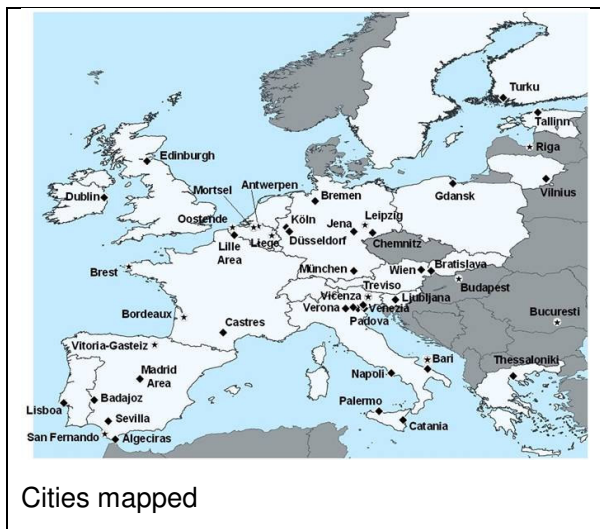 Turku
Tallinn
Riga
Vilnius
Edinburgh
Dublin
Mortsel
Antwerpen
Bremen
Gdansk
Oostende
Köln
Jena
Leipzig
Lille
Area
Liege
Düsseldorf
Chemnitz
Brest
München
Wien
Bratislava
Budapest
Treviso
Vicenza
Ljubljana
Verona
Venezia
Padova
Bordeaux
Castres
Bucuresti
Vitoria-Gasteiz
Madrid
Area
Bari
Napoli
Thessaloniki
Lisboa
Badajoz
Sevilla
Palermo
Catania
San Fernando
Algeciras
Cities mapped